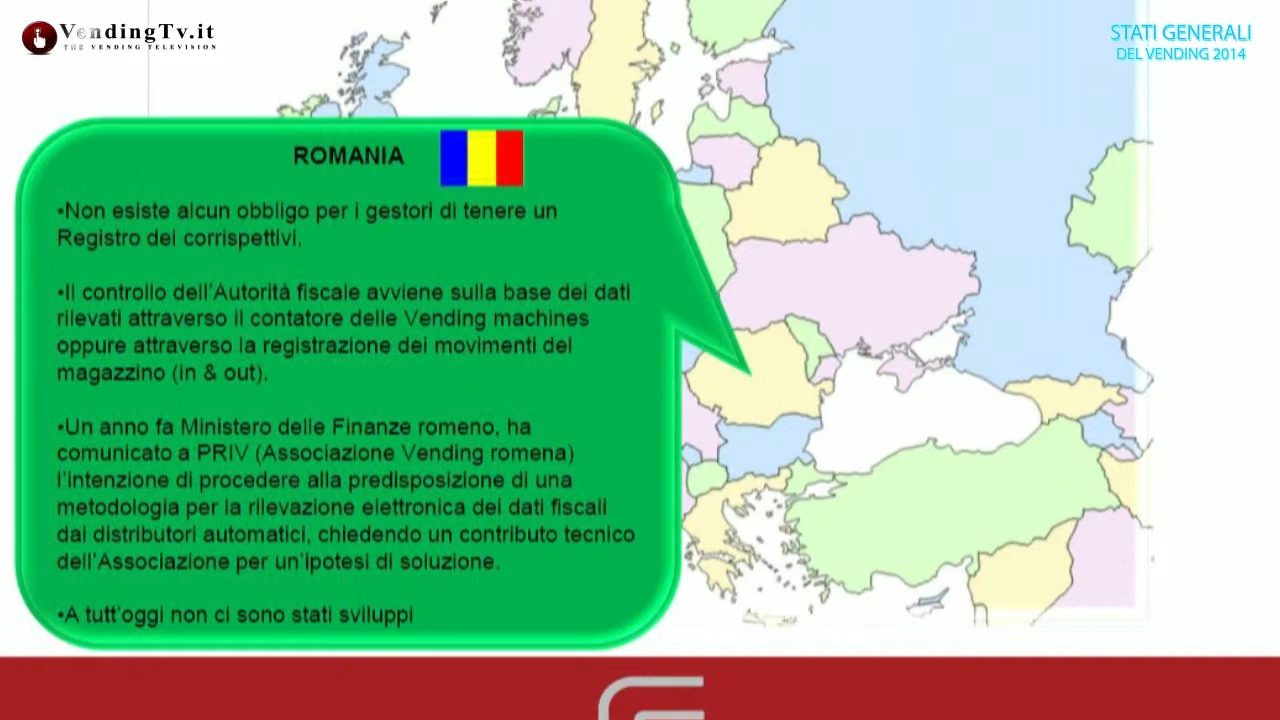 VendingTv.it
THE VENDING TELEVISION
STATI GENERALI
DEL VENDING 2014
ROMANIA
•Non esiste alcun obbligo per i gestori di tenere un
Registro dei corrispettivi.
•Il controllo dell'Autorità fiscale avviene sulla base dei dati
rilevati attraverso il contatore delle Vending machines
oppure attraverso la registrazione dei movimenti del
magazzino (in & out).
•Un anno fa Ministero delle Finanze romeno, ha
comunicato a PRIV (Associazione Vending romena)
l'intenzione di procedere alla predisposizione di una
metodologia per la rilevazione elettronica dei dati fiscali
dai distributori automatici, chiedendo un contributo tecnico
dell'Associazione per un'ipotesi di soluzione.
•A tutt'oggi non ci sono stati sviluppi